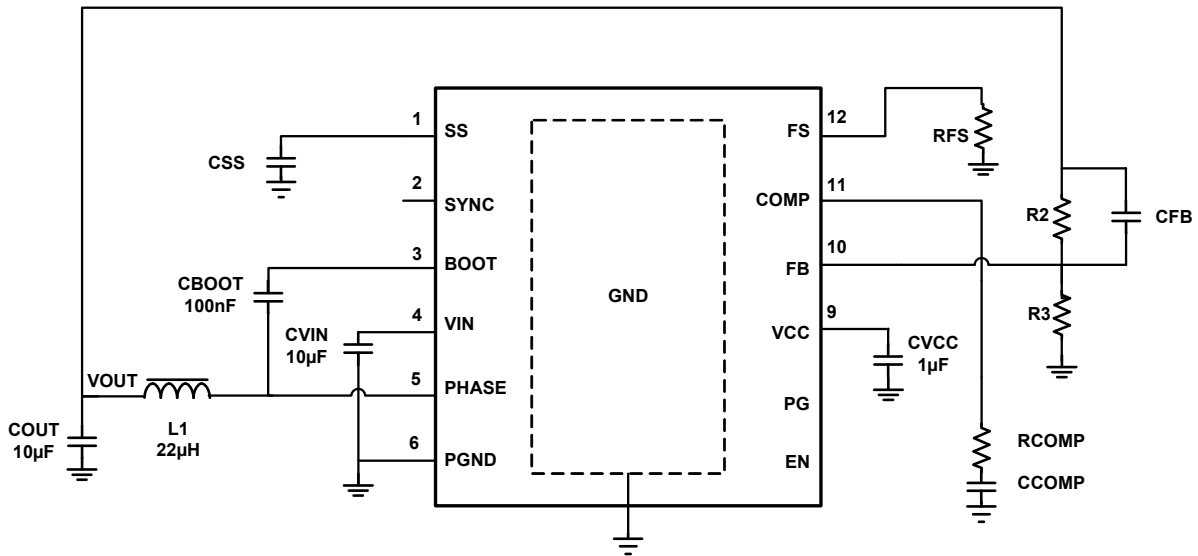 1
SS
CSS
2
SYNC
3
BOOT
CBOOT
100nF
4
VIN
CVIN
10µF
5
PHASE
VOUT
L1
22µH
COUT
10µF
6
PGND
GND
12
FS
RFS
11
COMP
10
FB
R2
CFB
R3
9
VCC
CVCC
1µF
PG
EN
RCOMP
CCOMP